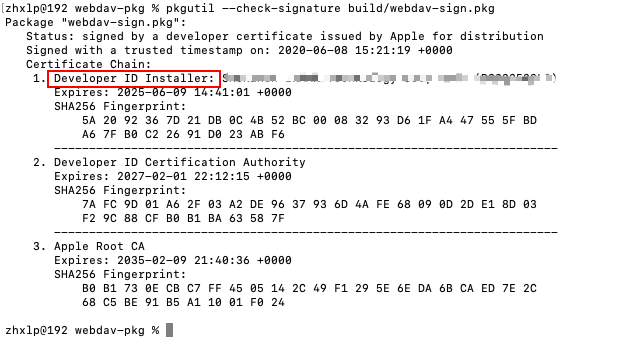 zhxlp@192 webdav-pkg % pkgutil --check-signature build/webdav-sign.pkg
Package "webdav-pkg":
Status: signed by a developer certificate issued by Apple for distribution
Signed with a trusted timestamp on: 2020-06-08 15:21:19 +0000
Certificate Chain:
1. Developer ID Installer:
Expires: 2025-06-09 14:41:01 +0000
SHA256 Fingerprint:
5A 20 92 36 7D 21 DB 0C 4B 52 BC 00 08 32 93 D6 1F A4 47 55 5F BD
A6 7F B0 C2 26 91 D0 23 AB F6
------------------------------------------------------------------------
2. Developer ID Certification Authority
Expires: 2027-02-01 22:12:15 +0000
SHA256 Fingerprint:
7A FC 9D 01 A6 2F 03 A2 DE 96 37 93 6D 4A FE 68 09 0D 2D E1 8D 03
F2 9C 88 CF B0 B1 BA 63 58 7F
------------------------------------------------------------------------
3. Apple Root CA
Expires: 2035-02-09 21:40:36 +0000
SHA256 Fingerprint:
B0 B1 73 0E CB C7 FF 45 05 14 2C 49 F1 29 5E 6E DA 6B CA ED 7E 2C
68 C5 BE 91 B5 A1 10 01 F0 24
zhxlp@192 webdav-pkg %